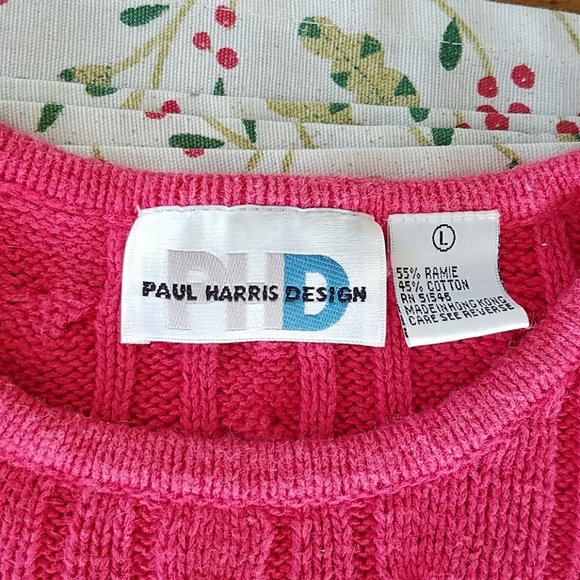 PHD
PAUL HARRIS DESIGN
L
55% RAMIE
45% COTTON
RN 51546
MADE IN HONG KONG
CARE SEE REVERSE